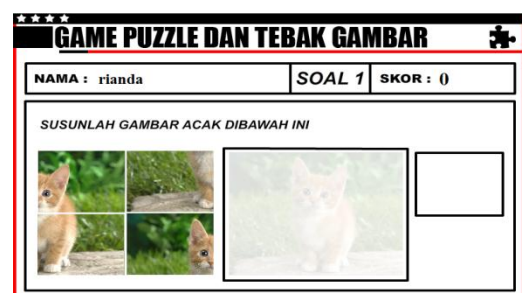 GAME PUZZLE DAN TEBAK GAMBAR
NAMA : rianda SOAL 1 SKOR : 0
SUSUNLAH GAMBAR ACAK DIBAWAH INI